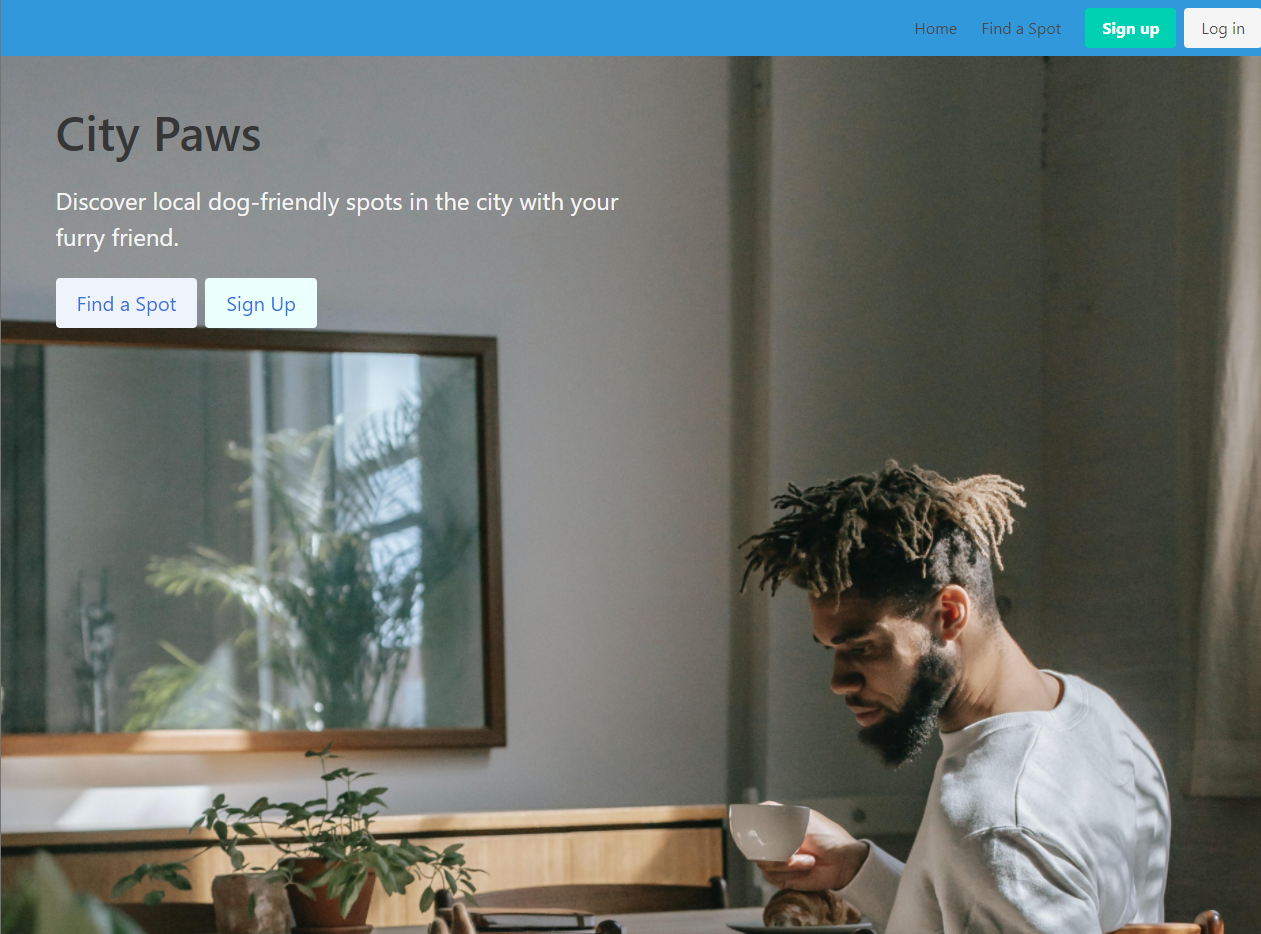 Home Find a Spot Sign up Log in
City Paws
Discover local dog-friendly spots in the city with your
furry friend.
Find a Spot Sign Up